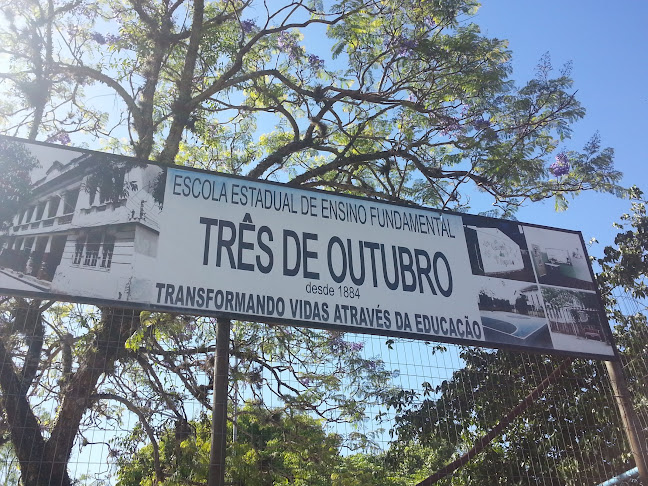 ESCOLA ESTADUAL DE ENSINO FUNDAMENTAL
TRÊS DE OUTUBRO
desde 1884
TRANSFORMANDO VIDAS ATRAVÉS DA EDUCAÇÃO